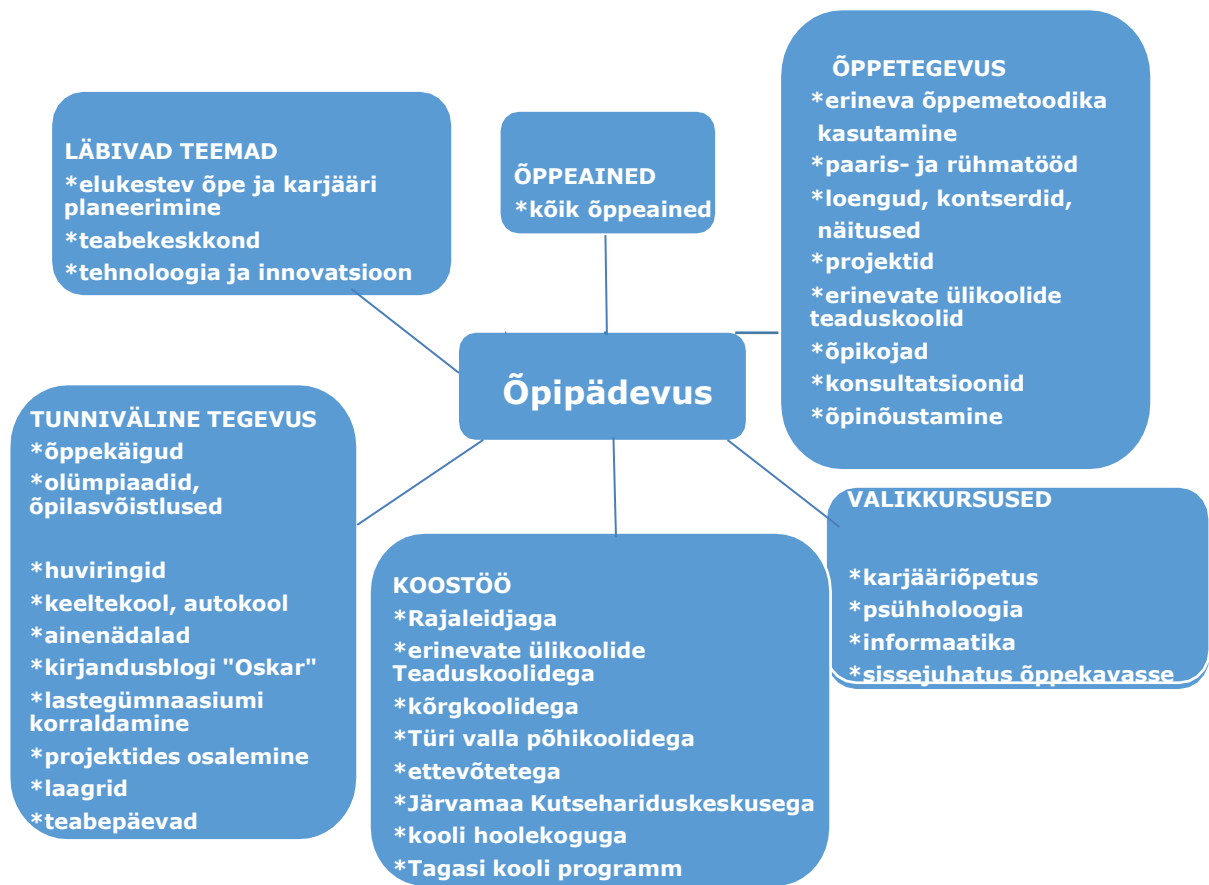 LÄBIVAD TEEMAD
*elukestev õpe ja karjääri
planeerimine
*teabekeskkond
*tehnoloogia ja innovatsioon
ÕPPEAINED
*kõik õppeained
ÕPPETEGEVUS
*erineva õppemetoodika
kasutamine
*paaris- ja rühmatööd
*loengud, kontserdid,
näitused
*projektid
*erinevate ülikoolide
teaduskoolid
*õpikojad
*konsultatsioonid
*õpinõustamine
Õpipädevus
TUNNIVÄLINE TEGEVUS
*õppekäigud
*olümpiaadid,
õpilasvõistlused
*huviringid
*keeltekool, autokool
*ainenädalad
*kirjandusblogi "Oskar"
*lastegümnaasiumi
korraldamine
*projektides osalemine
*laagrid
*teabepäevad
KOOSTÖÖ
*Rajaleidjaga
*erinevate ülikoolide
Teaduskoolidega
*kõrgkoolidega
*Türi valla põhikoolidega
*ettevõtetega
*Järvamaa Kutsehariduskeskusega
*kooli hoolekoguga
*Tagasi kooli programm
VALIKKURSUSED
*karjääriõpetus
*psühholoogia
*informaatika
*sissejuhatus õppekavasse